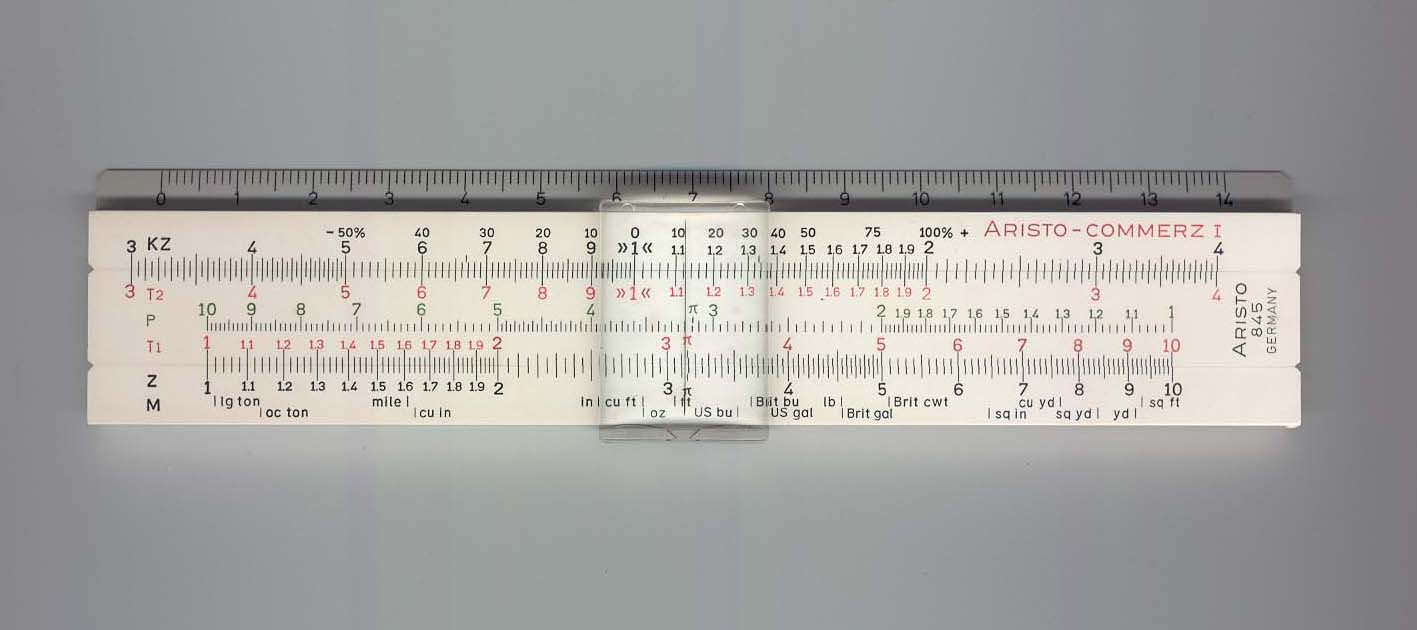 0 1 2 3 4 5 6 7 8 9 10 11 12 13 14
-50% 40 30 20 10 0 10 20 30 40 50 75 100% + ARISTO-COMMERZ I
3 KZ 4 5 6 7 8 9 »1« 1.1 1.2 1.3 1.4 1.5 1.6 1.7 1.8 1.9 2 3 4
3 T2 4 5 6 7 8 9 »1« 1.1 1.2 1.3 1.4 1.5 1.6 1.7 1.8 1.9 2 3 4
P 10 9 8 7 6 5 4 π 3 2 1.9 1.8 1.7 1.6 1.5 1.4 1.3 1.2 1.1 1
T1 1 1.1 1.2 1.3 1.4 1.5 1.6 1.7 1.8 1.9 2 3 π 4 5 6 7 8 9 10
Z 1 1.1 1.2 1.3 1.4 1.5 1.6 1.7 1.8 1.9 2 3 π 4 5 6 7 8 9 10
M lg ton mile in cu ft ft Brit bu lb Brit cwt cu yd sq ft
oc ton cu in oz US bu US gal Brit gal sq in sq yd yd
ARISTO
845
GERMANY